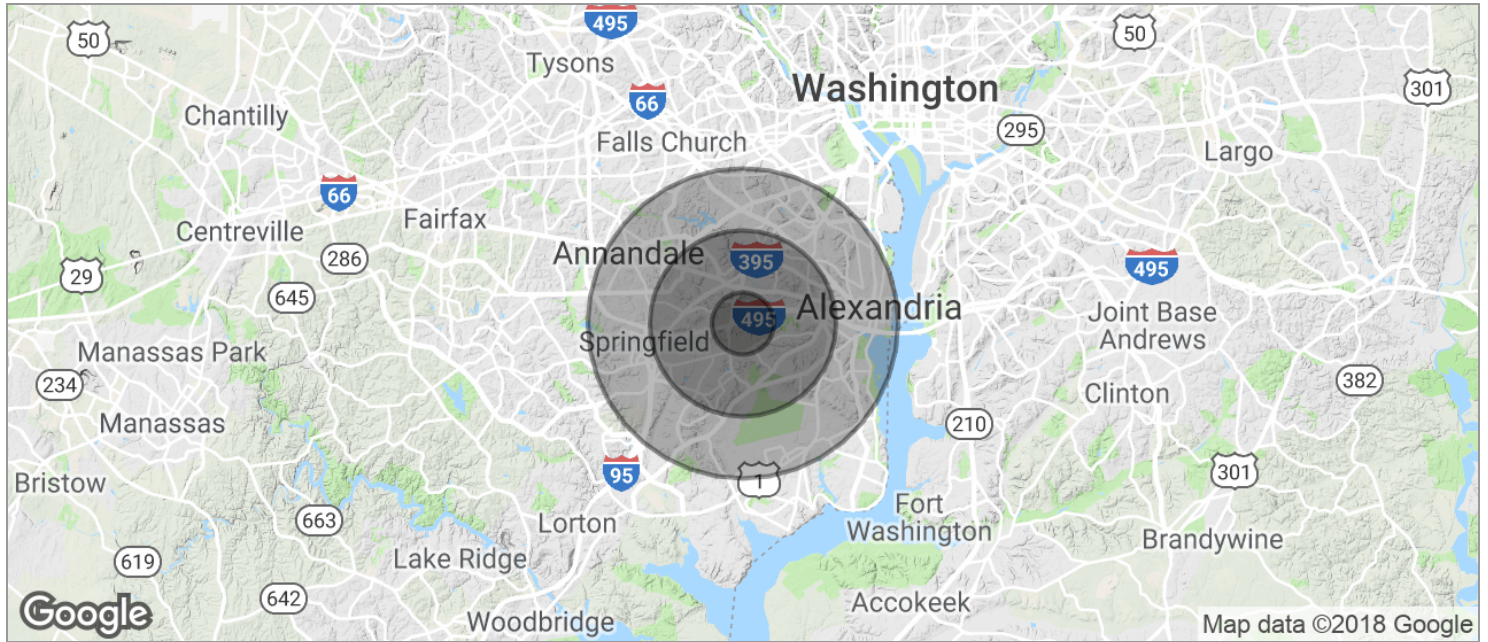 495
50
50
Tysons
Washington
301
66
Chantilly
295
Falls Church
Largo
66
Fairfax
Centreville
Annandale
286
395
495
29
645
Alexandria
495
Joint Base
Andrews
Springfield
Manassas Park
234
382
Clinton
Manassas
210
95
1
301
Bristow
Fort
Washington
663
Lorton
Brandywine
619
Lake Ridge
642
Accokeek
Woodbridge
Google
Map data ©2018 Google